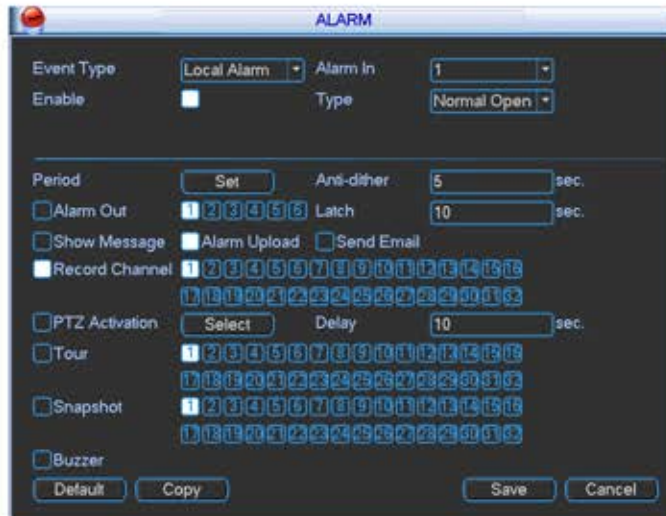 ALARM
Event Type Local Alarm Alarm In 1
Enable Type Normal Open
Period Set Anti-dither 5 sec.
Alarm Out 1 2 3 4 5 6 Latch 10 sec.
Show Message Alarm Upload Send Email
Record Channel 1 2 3 4 5 6 7 8 9 10 11 12 13 14 15 16
17 18 19 20 21 22 23 24 25 26 27 28 29 30 31 32
PTZ Activation Select Delay 10 sec.
Tour 1 2 3 4 5 6 7 8 9 10 11 12 13 14 15 16
17 18 19 20 21 22 23 24 25 26 27 28 29 30 31 32
Snapshot 1 2 3 4 5 6 7 8 9 10 11 12 13 14 15 16
17 18 19 20 21 22 23 24 25 26 27 28 29 30 31 32
Buzzer
Default Copy Save Cancel